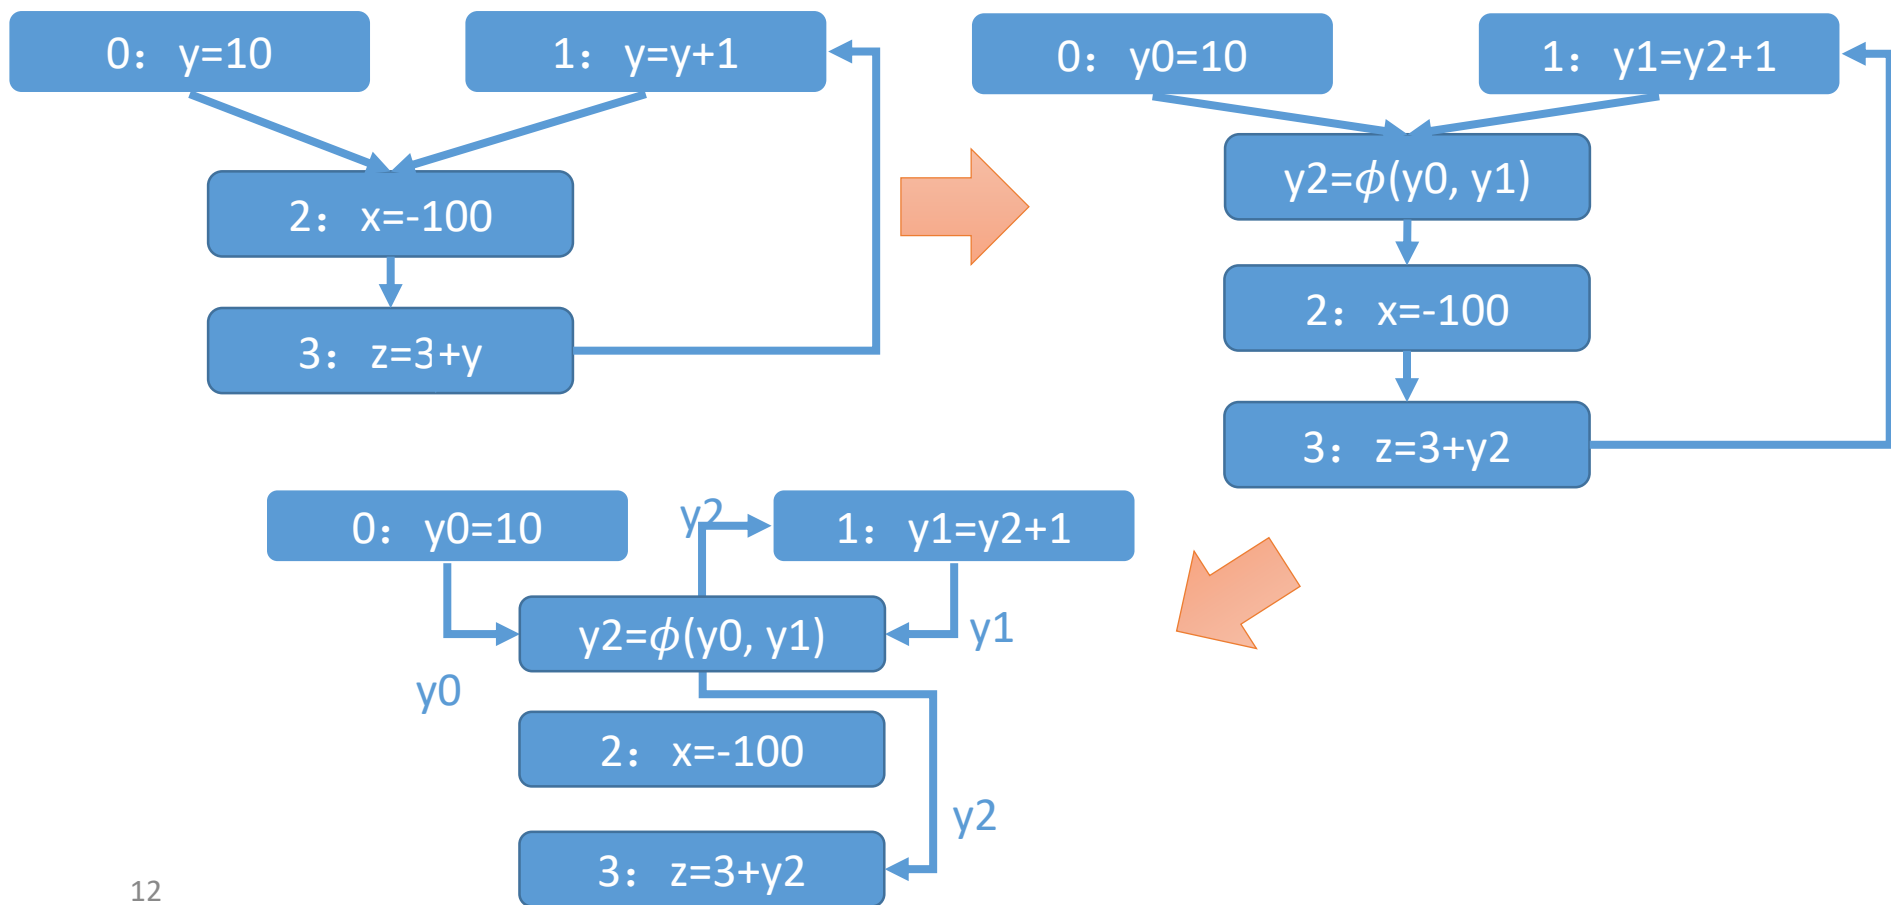 0： y=10
1： y=y+1
2： x=-100
3： z=3+y
0： y0=10
1： y1=y2+1
y2=ϕ(y0, y1)
2： x=-100
3： z=3+y2
0： y0=10
y2
1： y1=y2+1
y2=ϕ(y0, y1)
y1
y0
2： x=-100
y2
3： z=3+y2
12